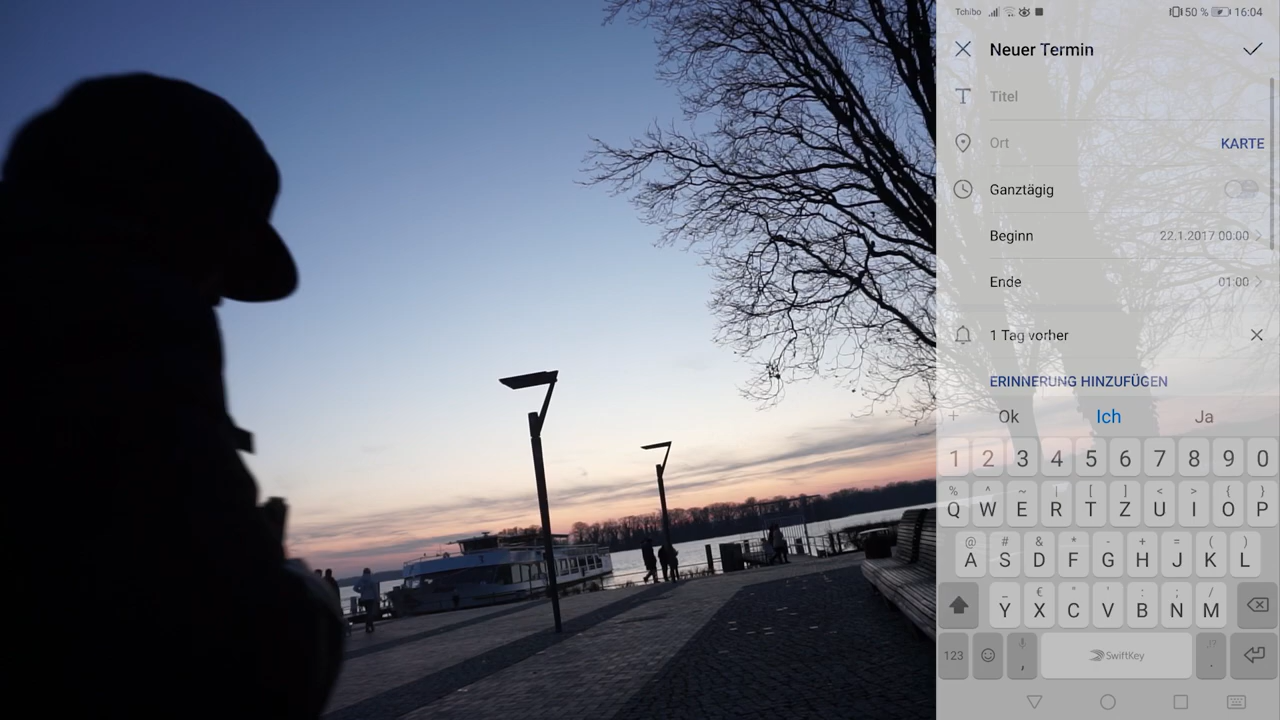 Tchibo 50 % 16:04
Neuer Termin
Titel
Ort KARTE
Ganztägig
Beginn 22.1.2017 00:00
Ende 01:00
1 Tag vorher
ERINNERUNG HINZUFÜGEN
+ Ok Ich Ja
1 2 3 4 5 6 7 8 9 0
% ^ ~ | [ ] < > { }
Q W E R T Z U I O P
@ # & * - + = ( )
A S D F G H J K L
_ € " ' : ; /
Y X C V B N M
123 , SwiftKey .